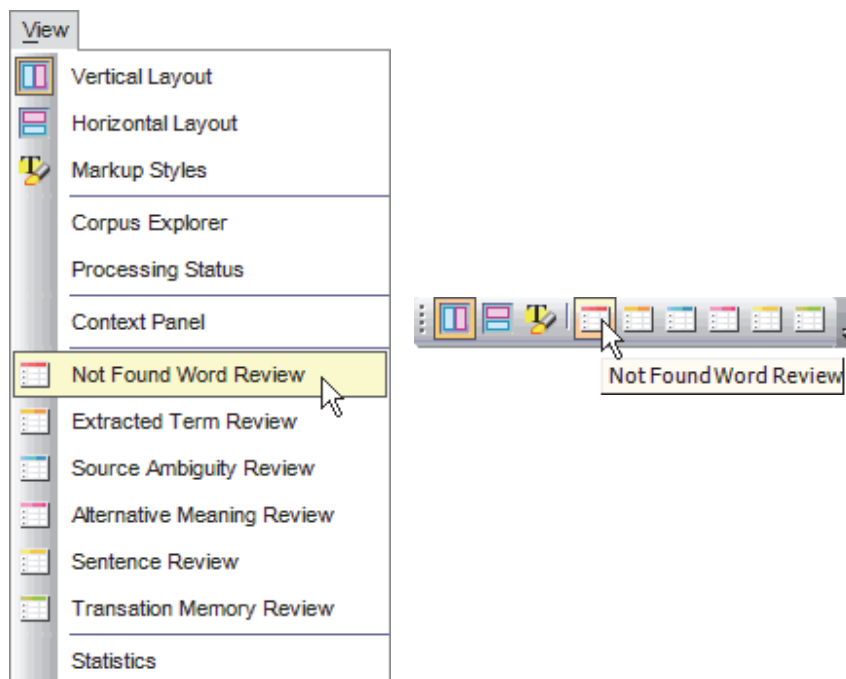 View
Vertical Layout
Horizontal Layout
Markup Styles
Corpus Explorer
Processing Status
Context Panel
Not Found Word Review
Extracted Term Review
Source Ambiguity Review
Alternative Meaning Review
Sentence Review
Transation Memory Review
Statistics
Not Found Word Review